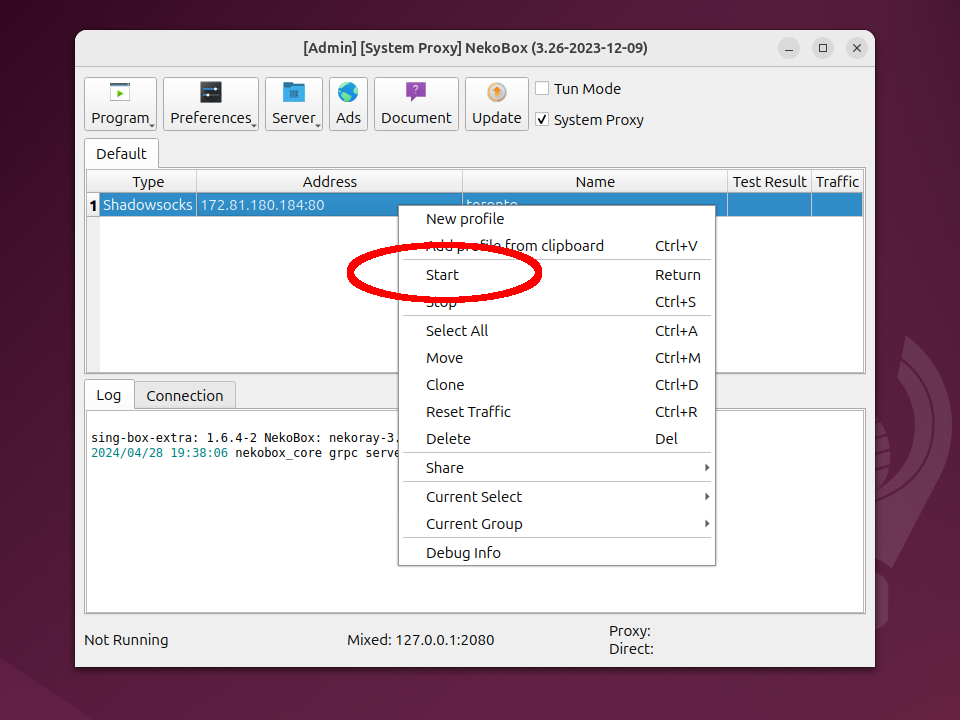 [Admin] [System Proxy] NekoBox (3.26-2023-12-09)
Program
Preferences
Server
Ads
Document
Update
Tun Mode
System Proxy
Default
Type Address Name Test Result Traffic
1 Shadowsocks 172.81.180.184:80 toronto
New profile
Add profile from clipboard Ctrl+V
Start Return
Stop Ctrl+S
Select All Ctrl+A
Move Ctrl+M
Clone Ctrl+D
Reset Traffic Ctrl+R
Delete Del
Share
Current Select
Current Group
Debug Info
Log Connection
sing-box-extra: 1.6.4-2 NekoBox: nekoray-3.
2024/04/28 19:38:06 nekobox_core grpc serve
Not Running
Mixed: 127.0.0.1:2080
Proxy:
Direct: